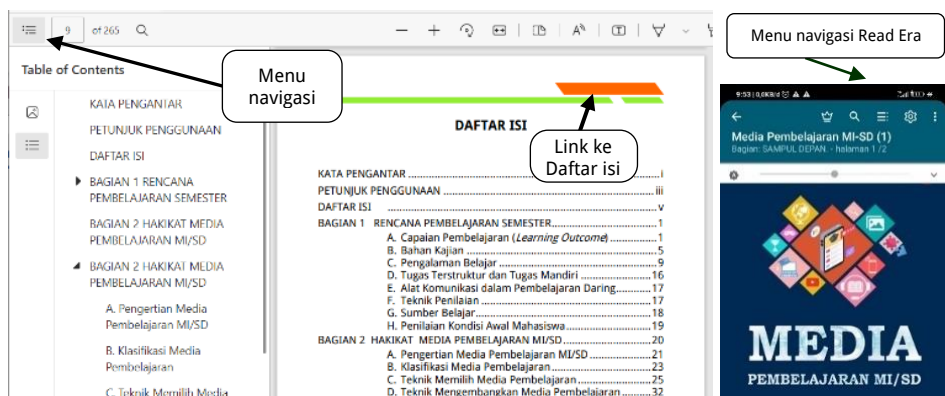 9 of 265
Table of Contents
KATA PENGANTAR
PETUNJUK PENGGUNAAN
DAFTAR ISI
BAGIAN 1 RENCANA
PEMBELAJARAN SEMESTER
BAGIAN 2 HAKIKAT MEDIA
PEMBELAJARAN MI/SD
BAGIAN 2 HAKIKAT MEDIA
PEMBELAJARAN MI/SD
A. Pengertian Media
Pembelajaran MI/SD
B. Klasifikasi Media
Pembelajaran
C. Teknik Memilih Media
Menu
navigasi
DAFTAR ISI
Link ke
Daftar isi
KATA PENGANTAR ........ i
PETUNJUK PENGGUNAAN ........ iii
DAFTAR ISI ........ v
BAGIAN 1 RENCANA PEMBELAJARAN SEMESTER ........ 1
A. Capaian Pembelajaran (Learning Outcome) ........ 1
B. Bahan Kajian ........ 5
C. Pengalaman Belajar ........ 9
D. Tugas Terstruktur dan Tugas Mandiri ........ 16
E. Alat Komunikasi dalam Pembelajaran Daring ........ 17
F. Teknik Penilaian ........ 17
G. Sumber Belajar ........ 18
H. Penilaian Kondisi Awal Mahasiswa ........ 19
BAGIAN 2 HAKIKAT MEDIA PEMBELAJARAN MI/SD ........ 20
A. Pengertian Media Pembelajaran MI/SD ........ 21
B. Klasifikasi Media Pembelajaran ........ 23
C. Teknik Memilih Media Pembelajaran ........ 25
D. Teknik Mengembangkan Media Pembelajaran ........ 32
Menu navigasi Read Era
Media Pembelajaran MI-SD (1)
Bagian: SAMPUL DEPAN. - halaman 1 /2
MEDIA
PEMBELAJARAN MI/SD